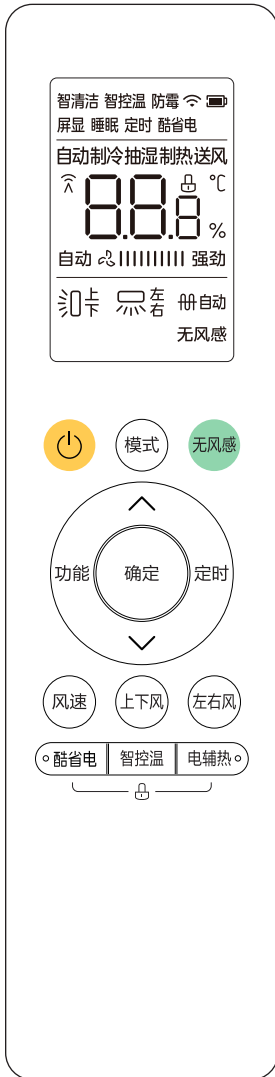 智清洁 智控温 防霉
屏显 睡眠 定时 酷省电
自动制冷抽湿制热送风
88.8 ℃
%
自动 强劲
上下 左右 自动
无风感
模式 无风感
功能 确定 定时
风速 上下风 左右风
酷省电 智控温 电辅热